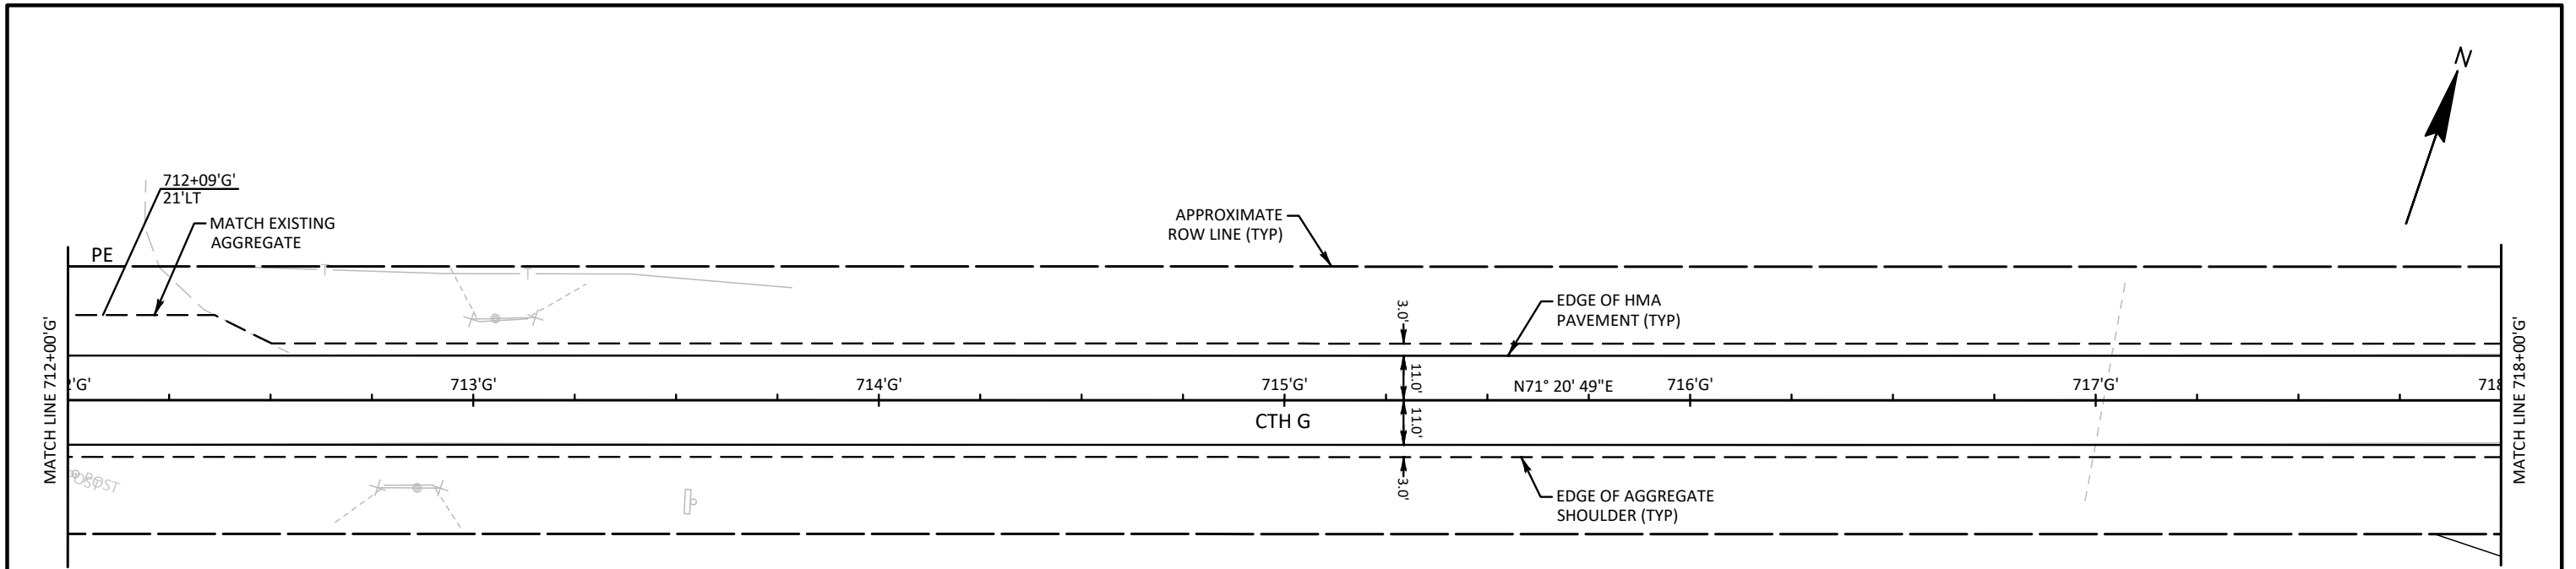 N
712+09'G'
21'LT
MATCH EXISTING
AGGREGATE
APPROXIMATE
ROW LINE (TYP)
PE
T
T
EDGE OF HMA
PAVEMENT (TYP)
3.0'
11.0'
MATCH LINE 712+00'G'
2'G'
713'G'
714'G'
715'G'
N71° 20' 49"E
716'G'
717'G'
718
MATCH LINE 718+00'G'
CTH G
11.0'
3.0'
EDGE OF AGGREGATE
SHOULDER (TYP)